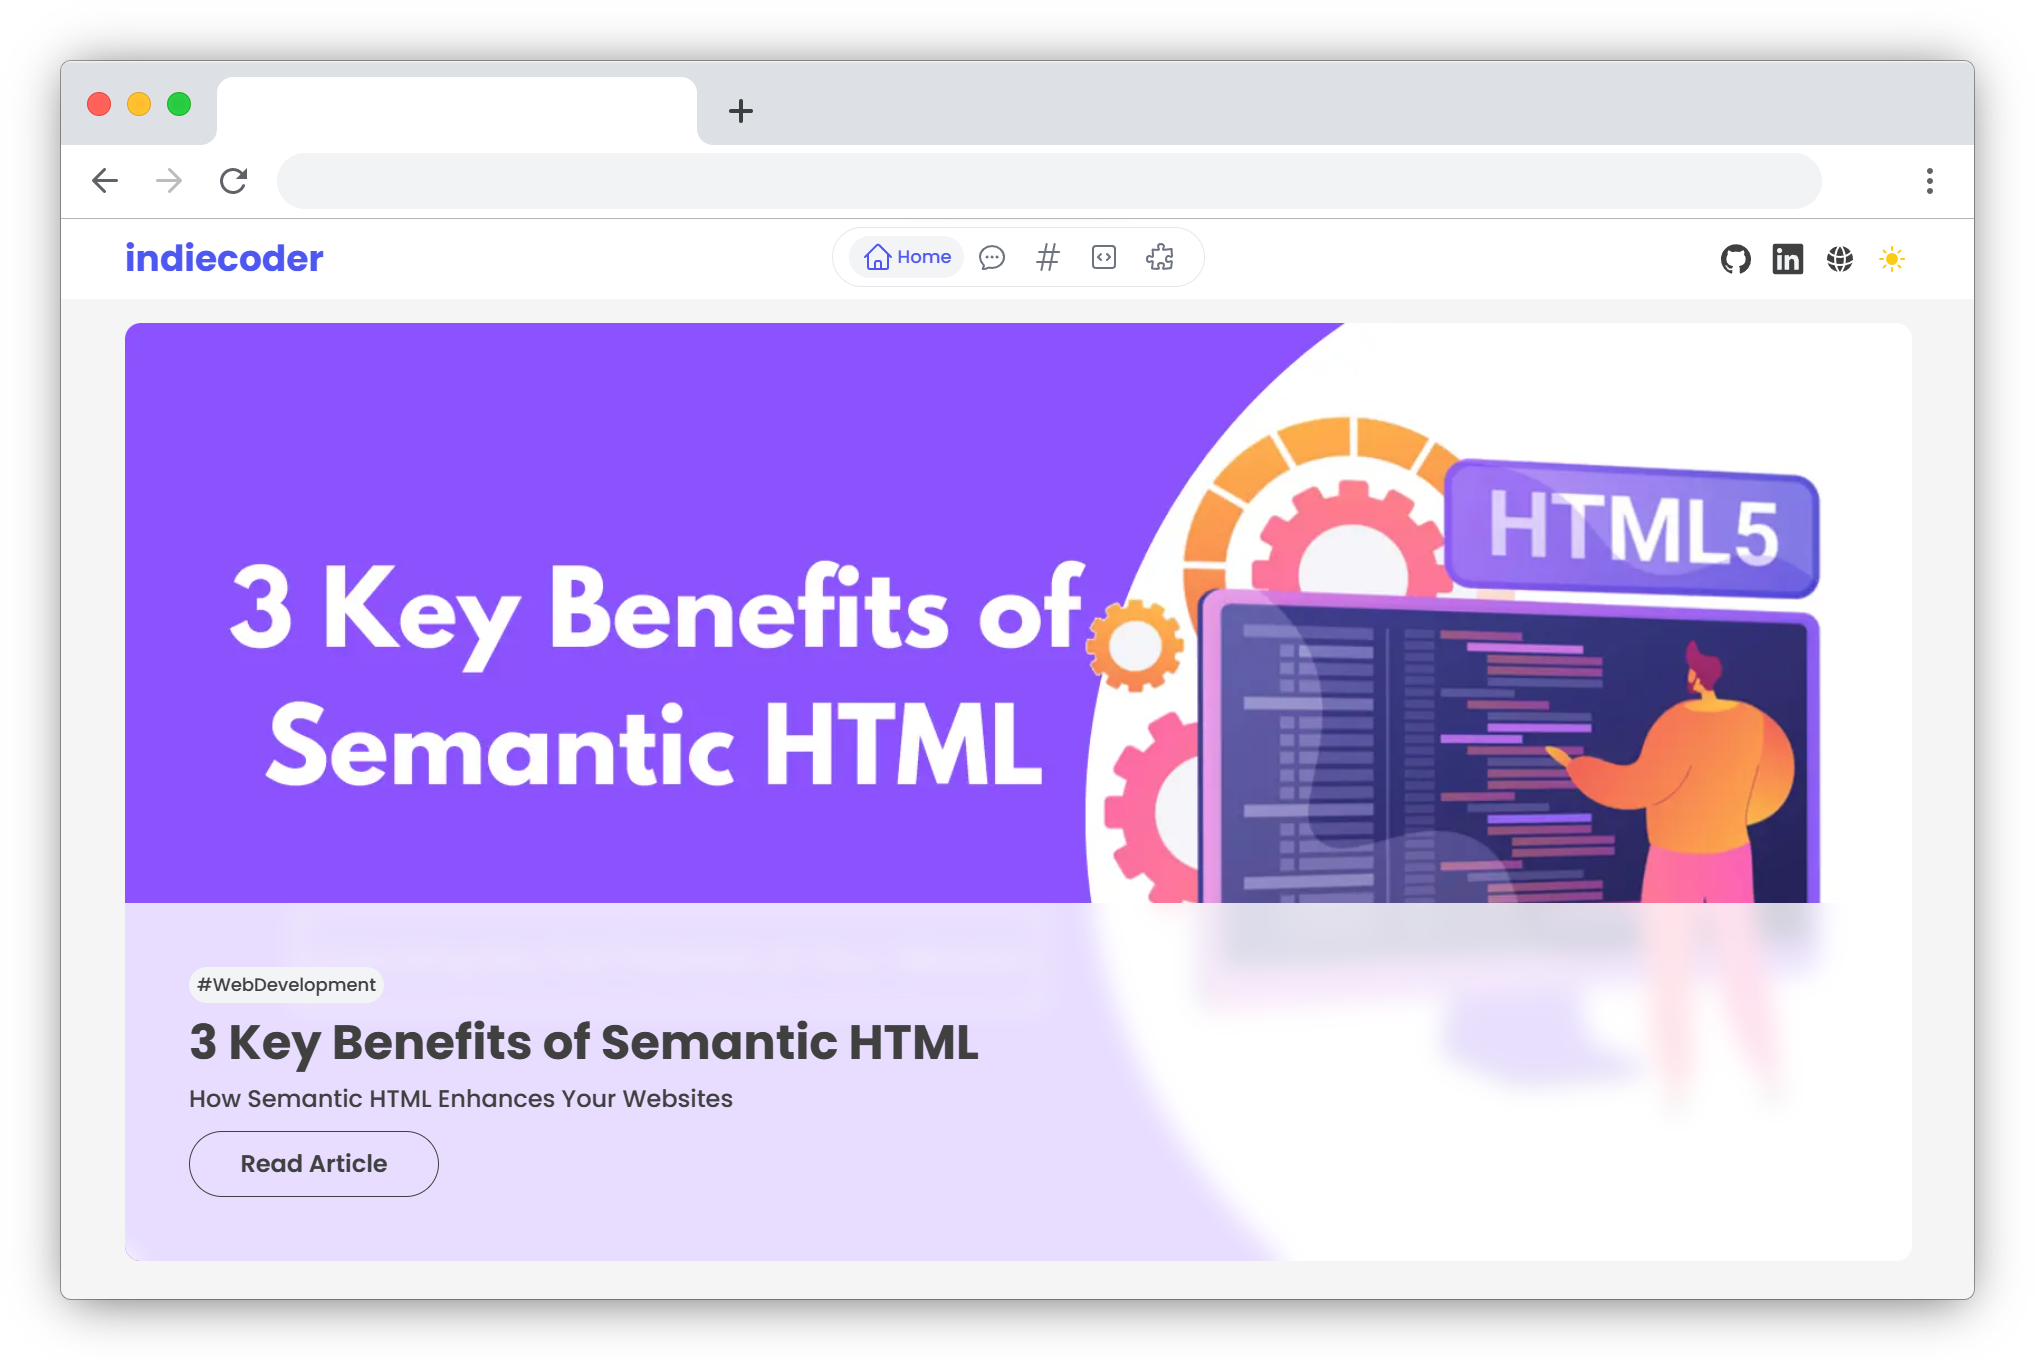 indiecoder
Home
3 Key Benefits of
Semantic HTML
HTML5
#WebDevelopment
3 Key Benefits of Semantic HTML
How Semantic HTML Enhances Your Websites
Read Article